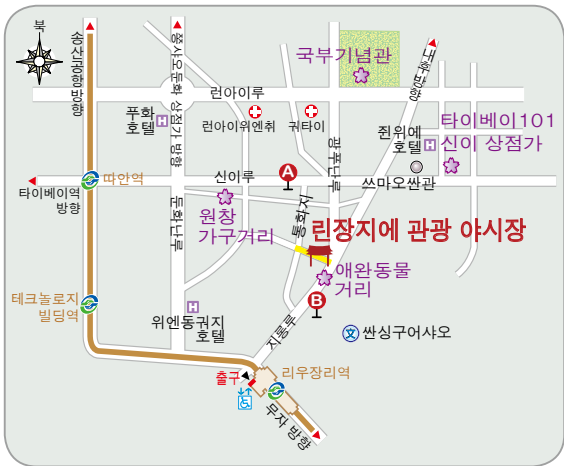 북
송산공항방향
쭝샤오둔화 상점가 방향
국부기념관
푸화
호텔
런아이루
런아이위엔취
궈타이
광푸난루
쥔위에
호텔
타이베이101
신이 상점가
쓰마오싼관
따안역
타이베이역
방향
신이루
A
둔화난루
원창
가구거리
통화지
린장지에 관광 야시장
애완동물
거리
B
테크놀로지
빌딩역
위엔동궈지
호텔
지룽루
文 싼싱구어샤오
출구
리우장리역
무자 방향
H
H
H